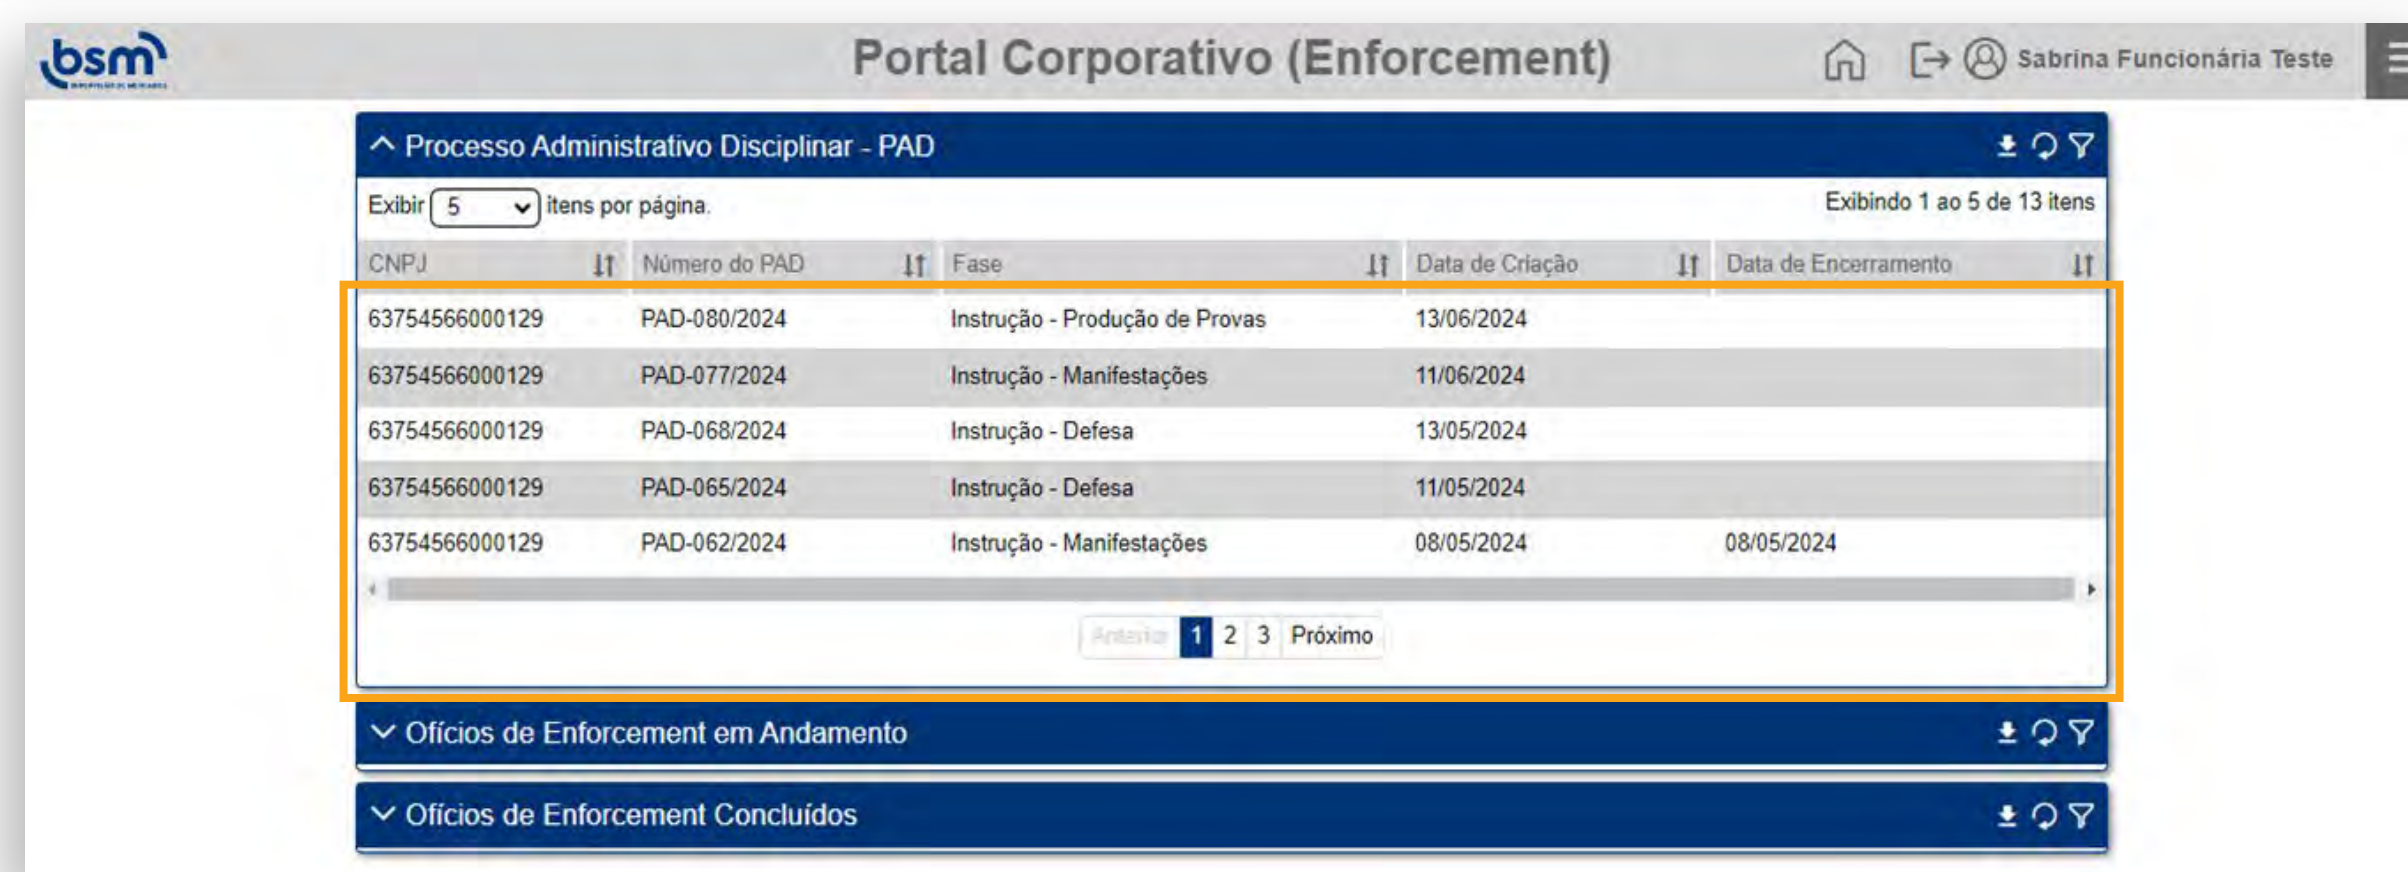 bsm
Portal Corporativo (Enforcement)
Sabrina Funcionária Teste
Processo Administrativo Disciplinar - PAD
Exibir 5 itens por página.
Exibindo 1 ao 5 de 13 itens
CNPJ Número do PAD Fase Data de Criação Data de Encerramento
63754566000129 PAD-080/2024 Instrução - Produção de Provas 13/06/2024
63754566000129 PAD-077/2024 Instrução - Manifestações 11/06/2024
63754566000129 PAD-068/2024 Instrução - Defesa 13/05/2024
63754566000129 PAD-065/2024 Instrução - Defesa 11/05/2024
63754566000129 PAD-062/2024 Instrução - Manifestações 08/05/2024 08/05/2024
Anterior 1 2 3 Próximo
Ofícios de Enforcement em Andamento
Ofícios de Enforcement Concluídos